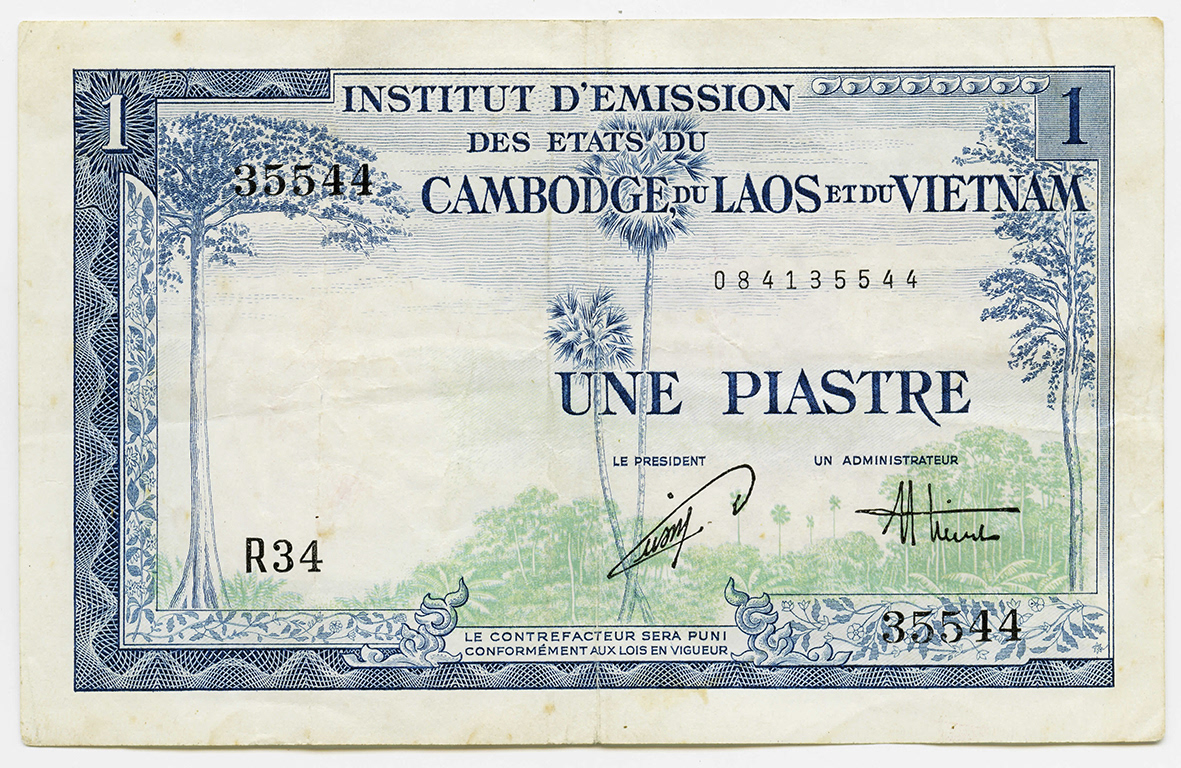 1
INSTITUT D'EMISSION
1
DES ETATS DU
35544
CAMBODGE, DU LAOS ET DU VIETNAM
084135544
UNE PIASTRE
LE PRESIDENT
UN ADMINISTRATEUR
R34
35544
LE CONTREFACTEUR SERA PUNI
CONFORMÉMENT AUX LOIS EN VIGUEUR